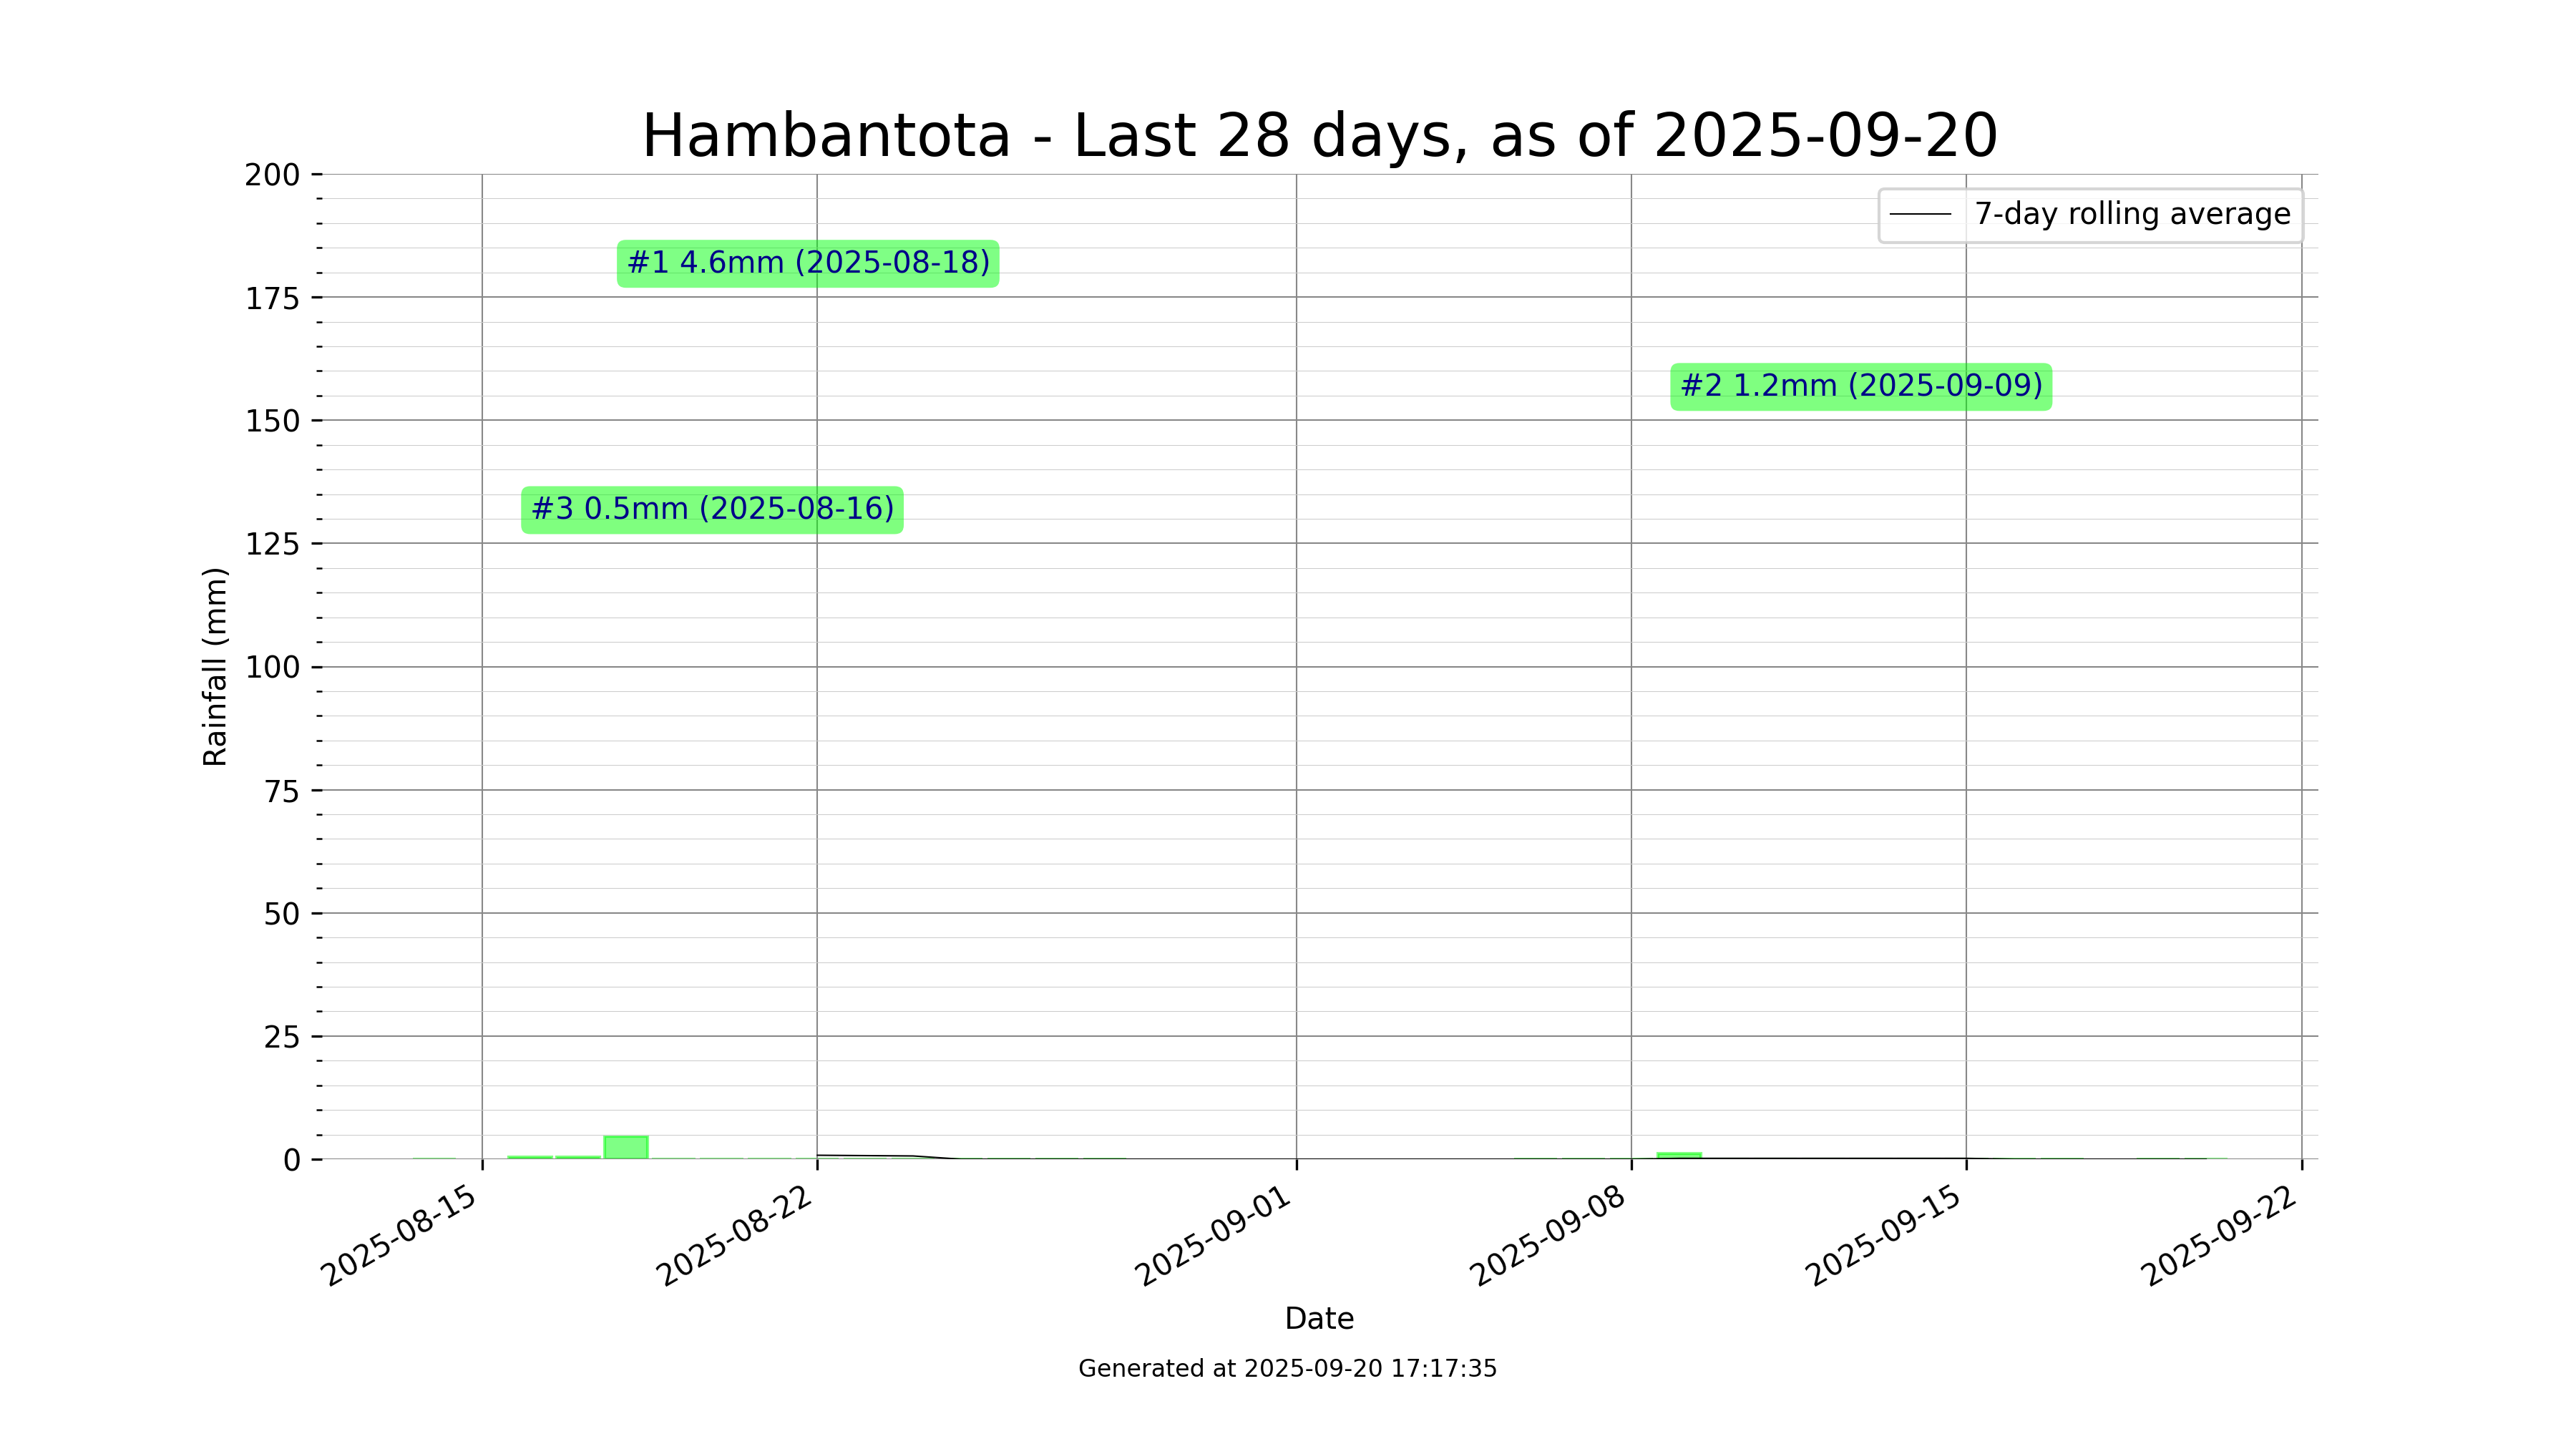 Hambantota - Last 28 days, as of 2025-09-20
7-day rolling average
#1 4.6mm (2025-08-18)
#2 1.2mm (2025-09-09)
#3 0.5mm (2025-08-16)
Rainfall (mm)
200
175
150
125
100
75
50
25
0
2025-08-15
2025-08-22
2025-09-01
2025-09-08
2025-09-15
2025-09-22
Date
Generated at 2025-09-20 17:17:35